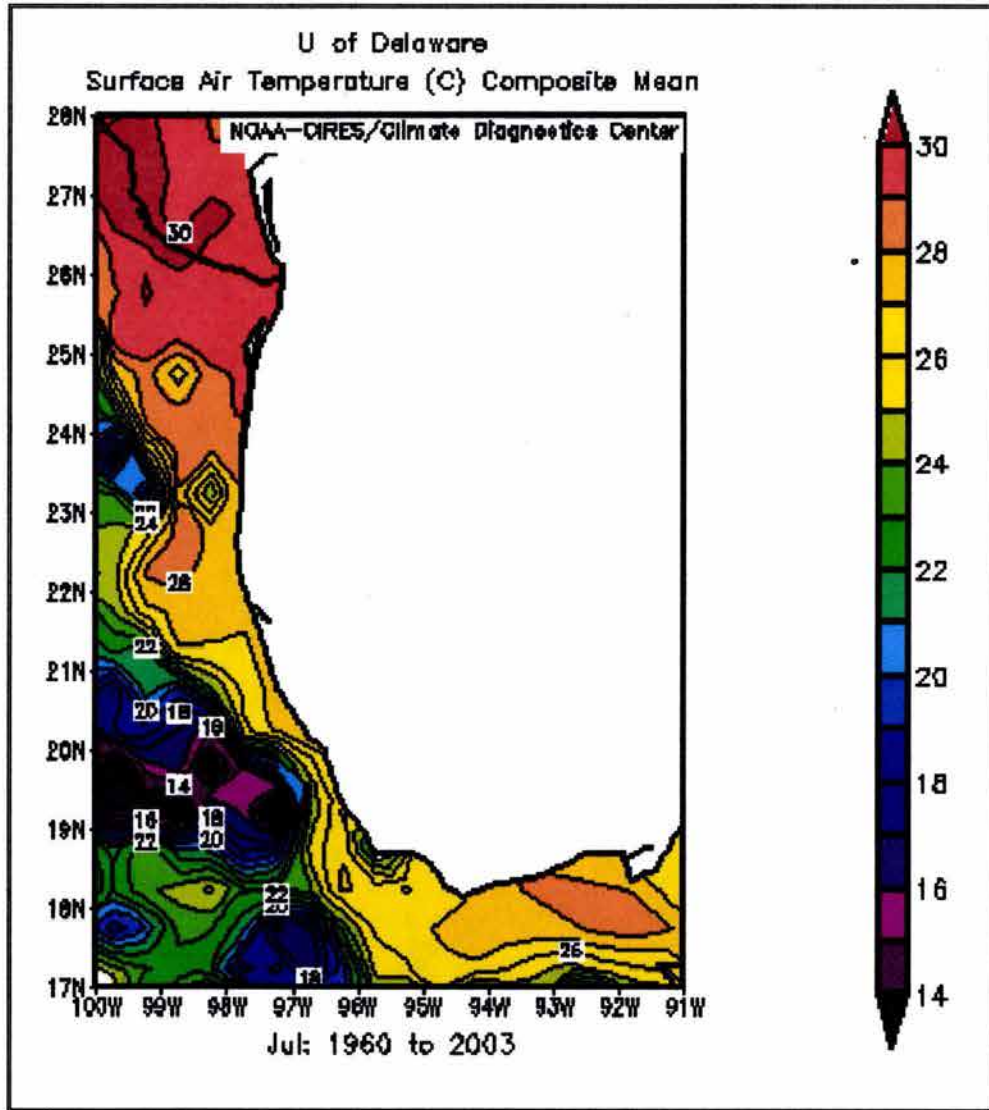 U of Delaware
Surface Air Temperature (C) Composite Mean
NOAA-CIRES/Climate Diagnostics Center
28N
27N
26N
25N
24N
23N
22N
21N
20N
19N
18N
17N
30
24
28
22
20 18
18
14
16 18
22 20
22
26
18
100W 99W 98W 97W 96W 95W 94W 93W 92W 91W
Jul: 1960 to 2003
30
28
26
24
22
20
18
16
14